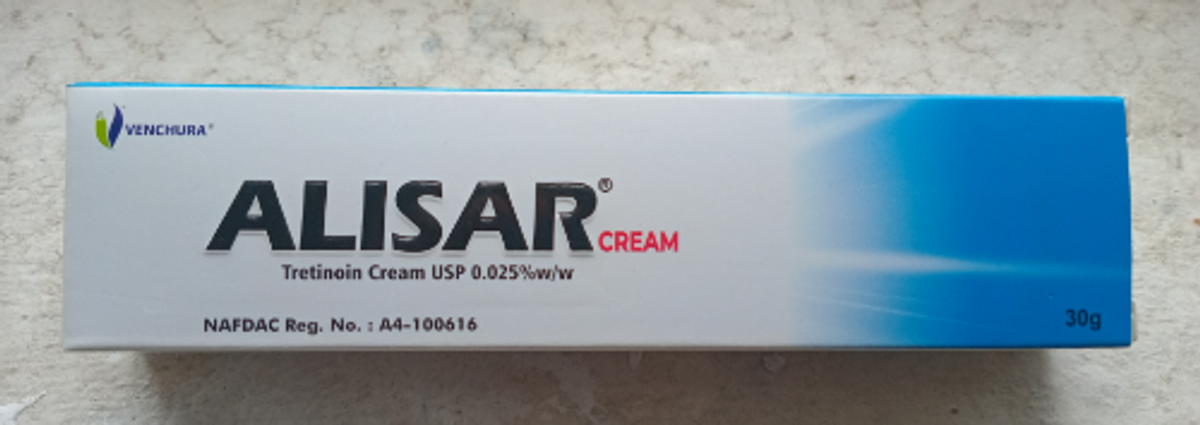 VENCHURA®
ALISAR®
CREAM
Tretinoin Cream USP 0.025%w/w
NAFDAC Reg. No. : A4-100616
30g